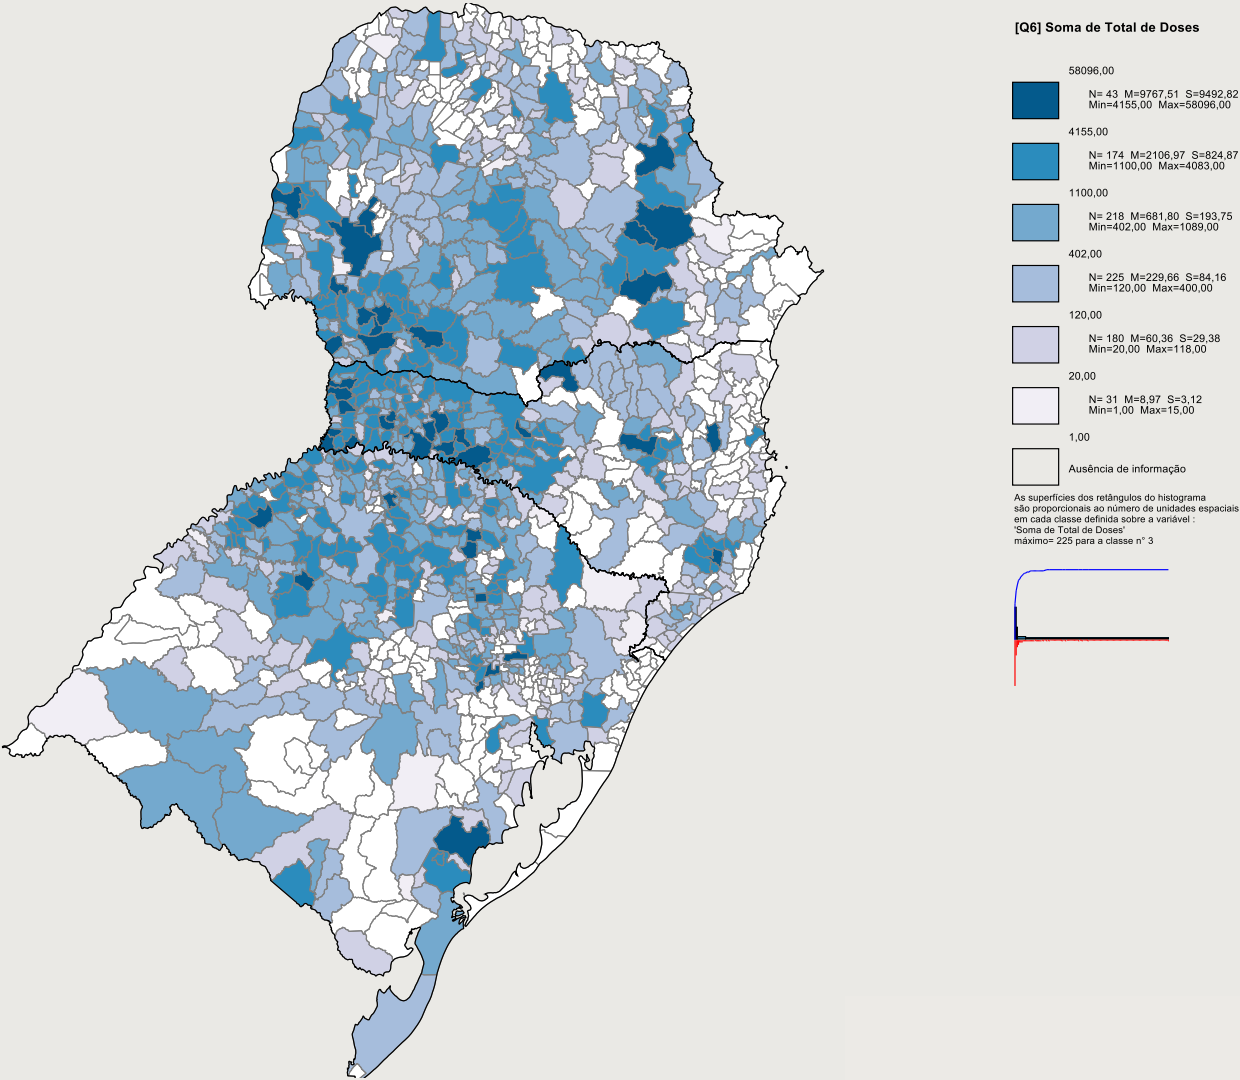 [Q6] Soma de Total de Doses
58096,00
N= 43 M=9767,51 S=9492,82
Min=4155,00 Max=58096,00
4155,00
N= 174 M=2106,97 S=824,87
Min=1100,00 Max=4083,00
1100,00
N= 218 M=681,80 S=193,75
Min=402,00 Max=1089,00
402,00
N= 225 M=229,66 S=84,16
Min=120,00 Max=400,00
120,00
N= 180 M=60,36 S=29,38
Min=20,00 Max=118,00
20,00
N= 31 M=8,97 S=3,12
Min=1,00 Max=15,00
1,00
Ausência de informação
As superfícies dos retângulos do histograma
são proporcionais ao número de unidades espaciais
em cada classe definida sobre a variável :
'Soma de Total de Doses'
máximo= 225 para a classe n° 3